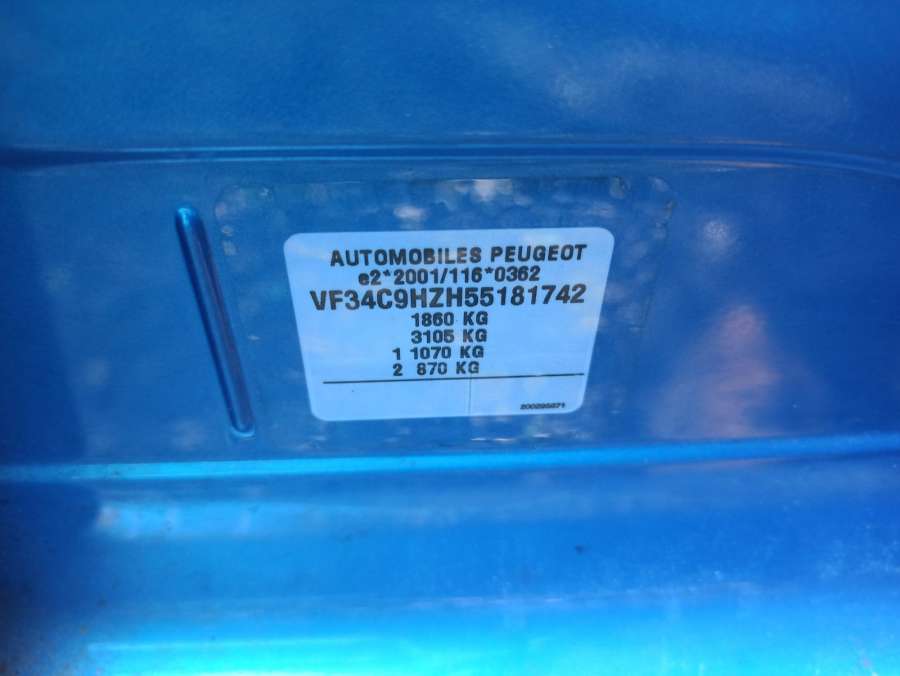 AUTOMOBILES PEUGEOT
e2*2001/116*0362
VF34C9HZH55181742
1860 KG
3105 KG
1 1070 KG
2 870 KG